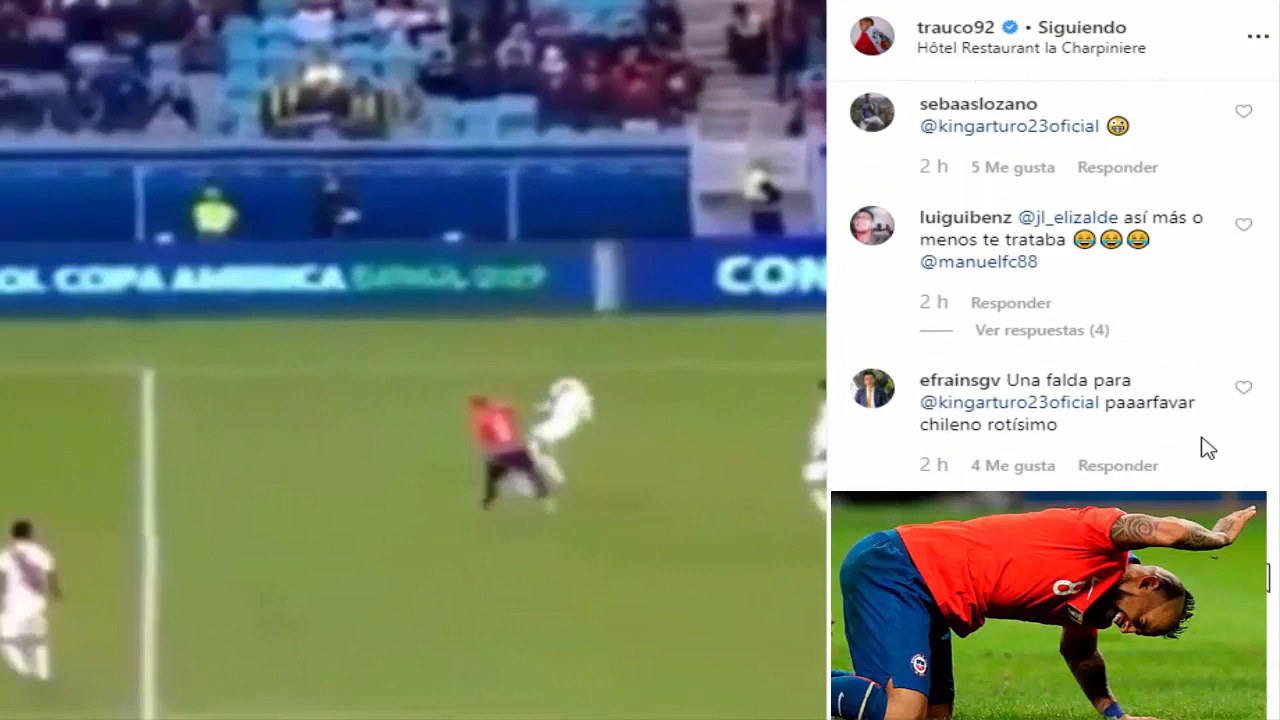 OL COPA AMERICA
CON
trauco92 • Siguiendo
Hôtel Restaurant la Charpiniere
sebaaslozano
@kingarturo23oficial
2 h 5 Me gusta Responder
luiguibenz @jl_elizalde así más o
menos te trataba
@manuelfc88
2 h Responder
Ver respuestas (4)
efrainsgv Una falda para
@kingarturo23oficial paaarfavar
chileno rotísimo
2 h 4 Me gusta Responder
8